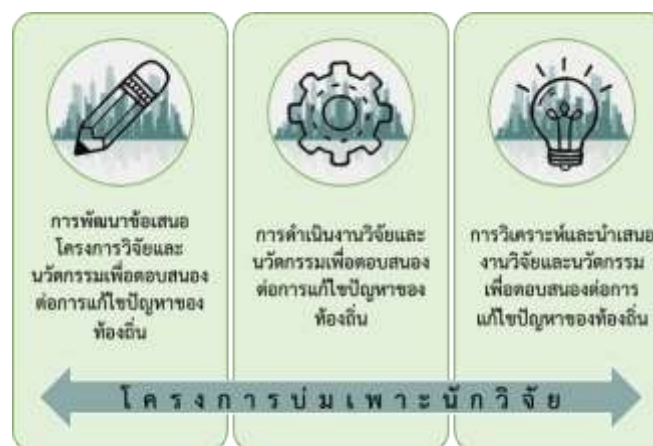 การพัฒนาข้อเสนอ
โครงการวิจัยและ
นวัตกรรมเพื่อตอบสนอง
ต่อการแก้ไขปัญหาของ
ท้องถิ่น
การดำเนินงานวิจัยและ
นวัตกรรมเพื่อตอบสนอง
ต่อการแก้ไขปัญหาของ
ท้องถิ่น
การวิเคราะห์และนำเสนอ
งานวิจัยและนวัตกรรม
เพื่อตอบสนองต่อการ
แก้ไขปัญหาของท้องถิ่น
โครงการบ่มเพาะนักวิจัย